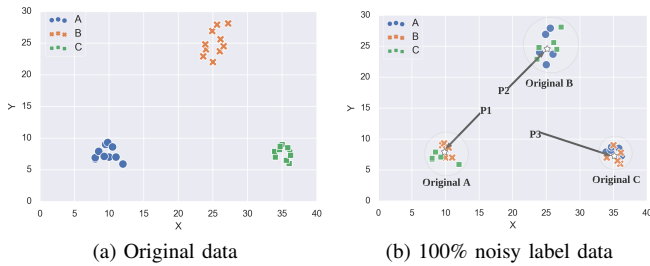 30
25
20
15
10
5
0
Y
A
B
C
0 5 10 15 20 25 30 35 40
X
(a) Original data
30
25
20
15
10
5
0
Y
A
B
C
Original B
P2
P1
P3
Original A
Original C
0 5 10 15 20 25 30 35 40
X
(b) 100% noisy label data